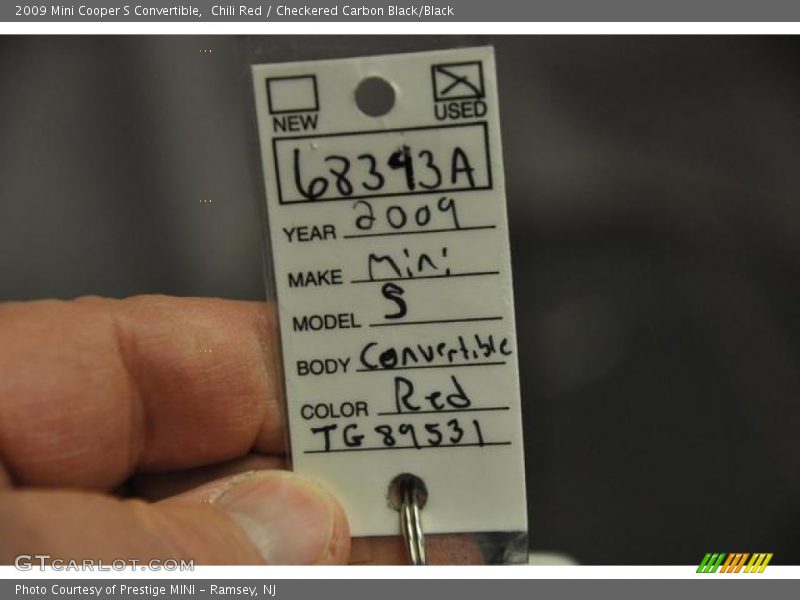 2009 Mini Cooper S Convertible,  Chili Red / Checkered Carbon Black/Black
NEW USED
68393A
YEAR 2009
MAKE Mini
MODEL S
BODY Convertible
COLOR Red
TG89531
GTCARLOT.COM
Photo Courtesy of Prestige MINI - Ramsey, NJ